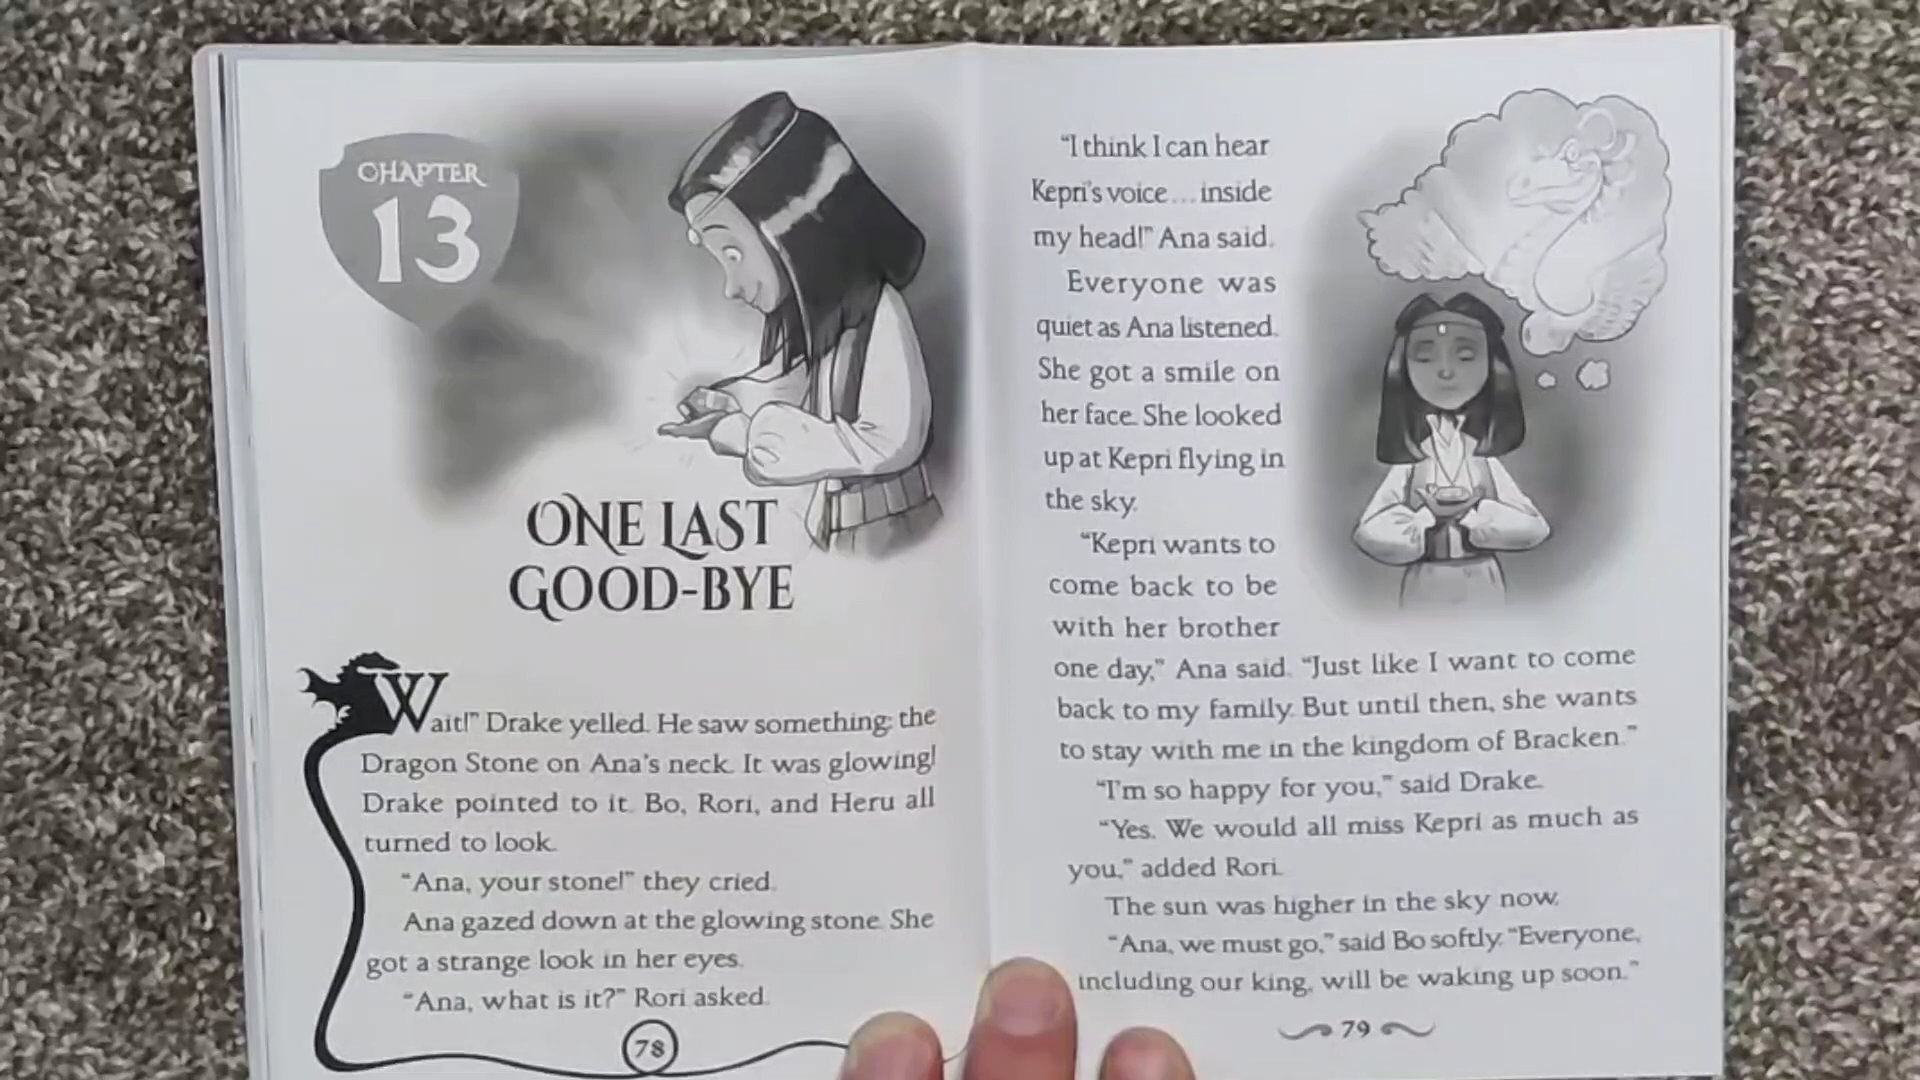 CHAPTER
13
ONE LAST
GOOD-BYE
Wait!” Drake yelled. He saw something: the
Dragon Stone on Ana's neck. It was glowing!
Drake pointed to it. Bo, Rori, and Heru all
turned to look.
“Ana, your stone!” they cried.
Ana gazed down at the glowing stone. She
got a strange look in her eyes.
“Ana, what is it?” Rori asked.
78
“I think I can hear
Kepri's voice . . . inside
my head!” Ana said.
Everyone was
quiet as Ana listened.
She got a smile on
her face. She looked
up at Kepri flying in
the sky.
“Kepri wants to
come back to be
with her brother
one day,” Ana said. “Just like I want to come
back to my family. But until then, she wants
to stay with me in the kingdom of Bracken.”
“I'm so happy for you,” said Drake.
“Yes. We would all miss Kepri as much as
you,” added Rori.
The sun was higher in the sky now.
“Ana, we must go,” said Bo softly. “Everyone,
including our king, will be waking up soon.”
79